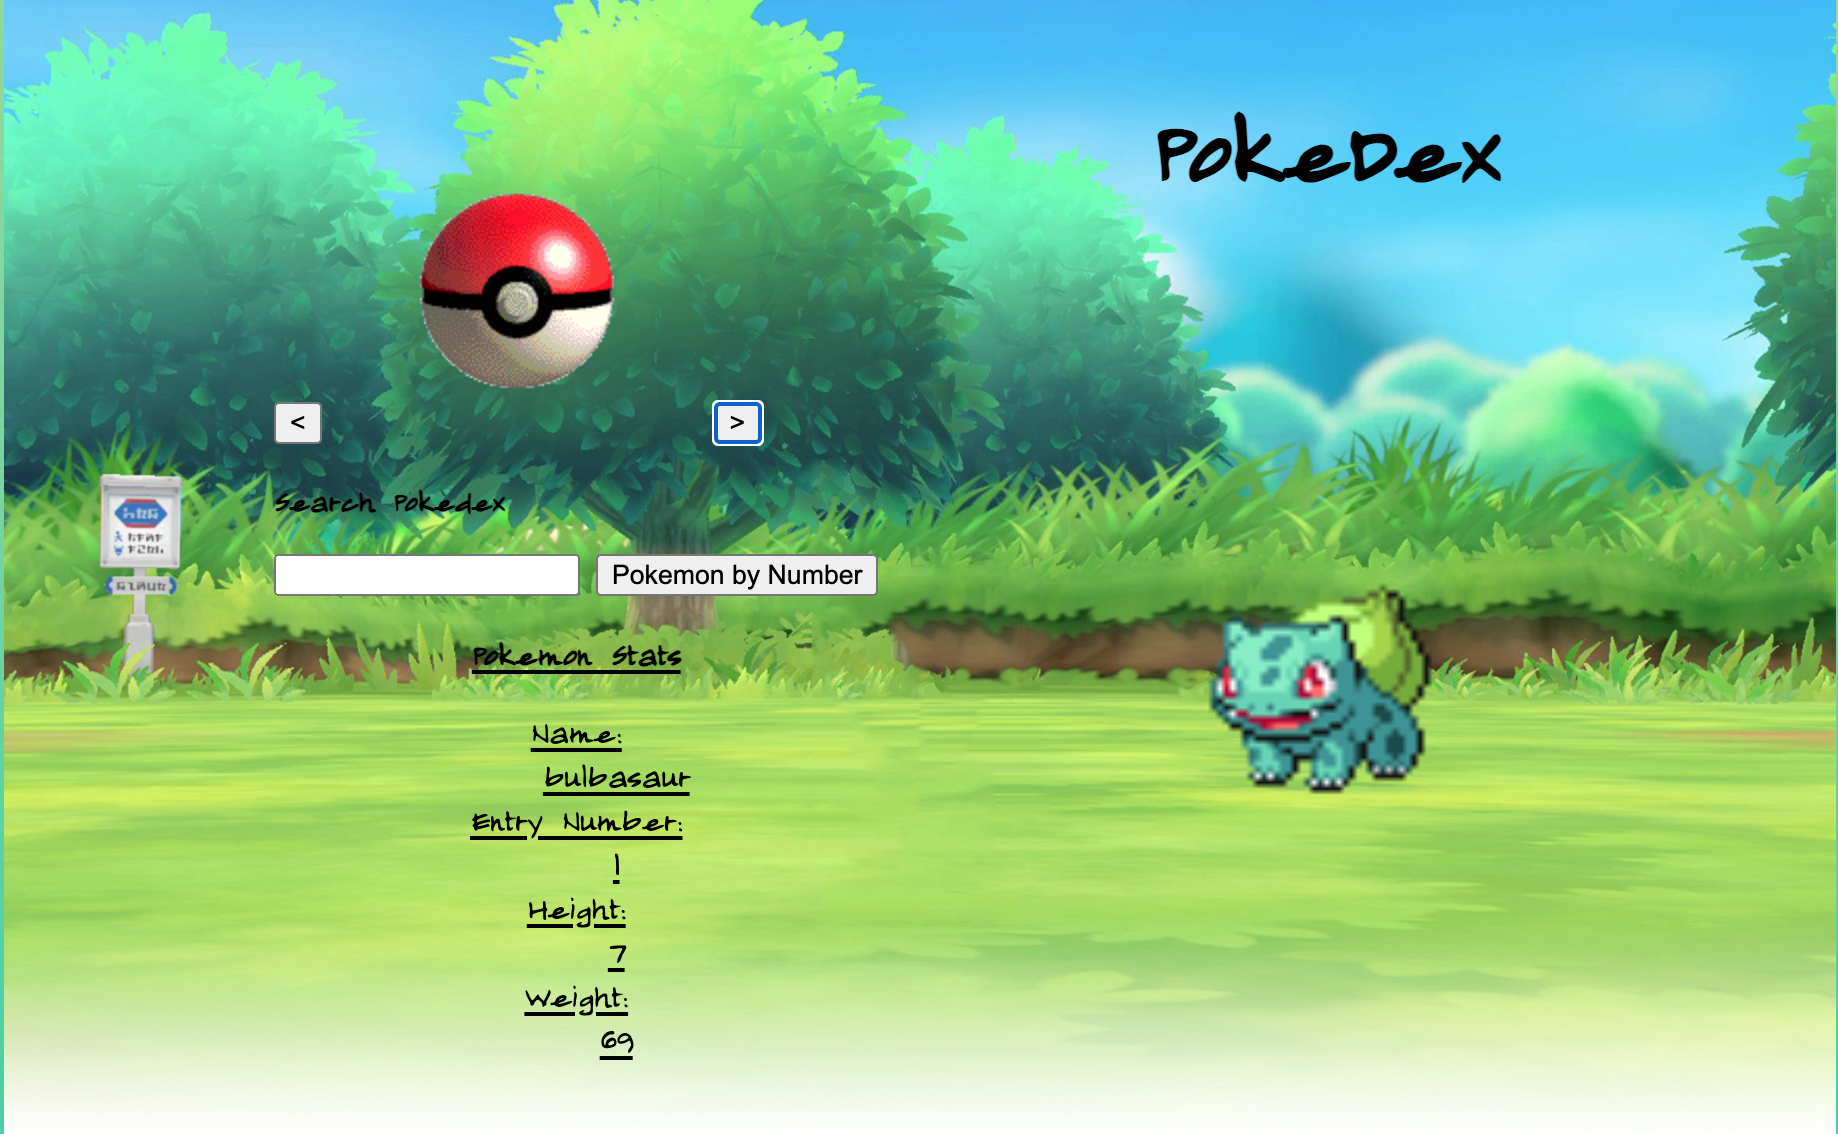 PokeDex
<
>
Search Pokedex
Pokemon by Number
Pokemon Stats
Name:
bulbasaur
Entry Number:
1
Height:
7
Weight:
69